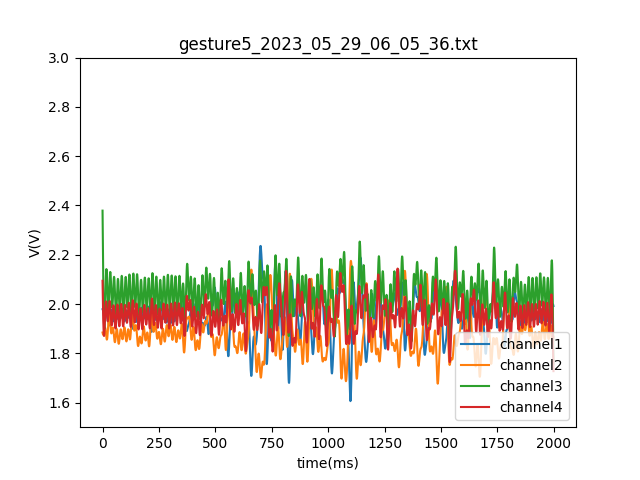 gesture5_2023_05_29_06_05_36.txt
3.0
2.8
2.6
2.4
2.2
2.0
1.8
1.6
V(V)
channel1
channel2
channel3
channel4
0 250 500 750 1000 1250 1500 1750 2000
time(ms)